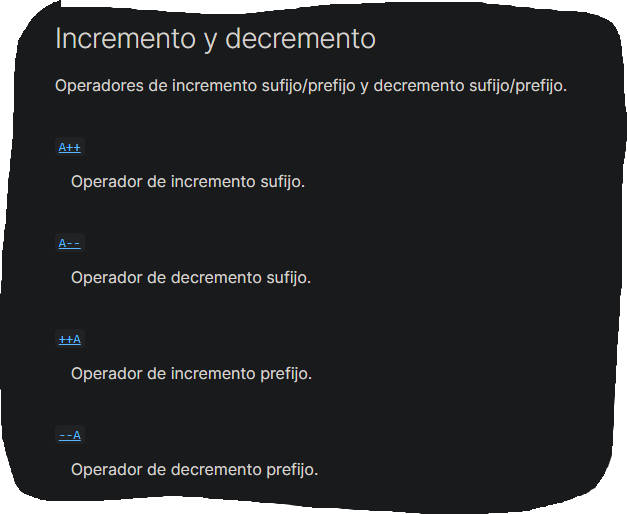 Incremento y decremento
Operadores de incremento sufijo/prefijo y decremento sufijo/prefijo.
A++
Operador de incremento sufijo.
A--
Operador de decremento sufijo.
++A
Operador de incremento prefijo.
--A
Operador de decremento prefijo.